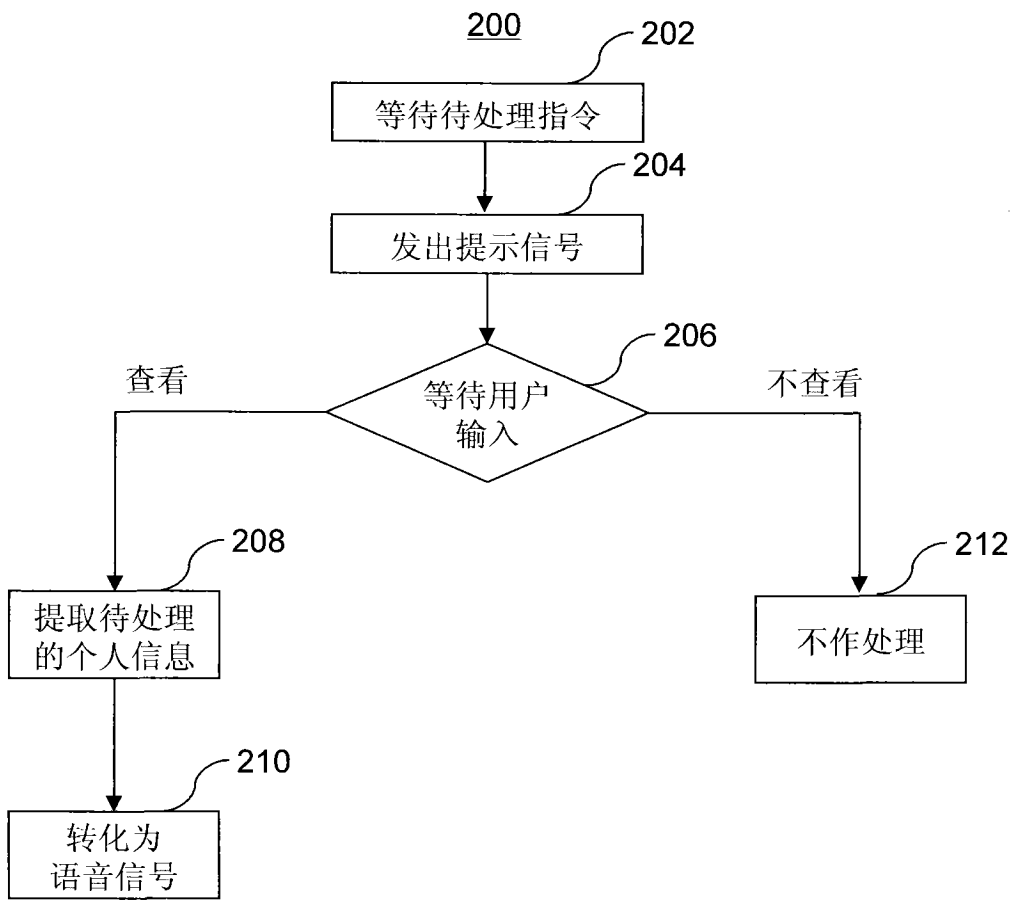 200
202
等待待处理指令
204
发出提示信号
206
查看
不查看
等待用户
输入
208
212
提取待处理
的个人信息
不作处理
210
转化为
语音信号